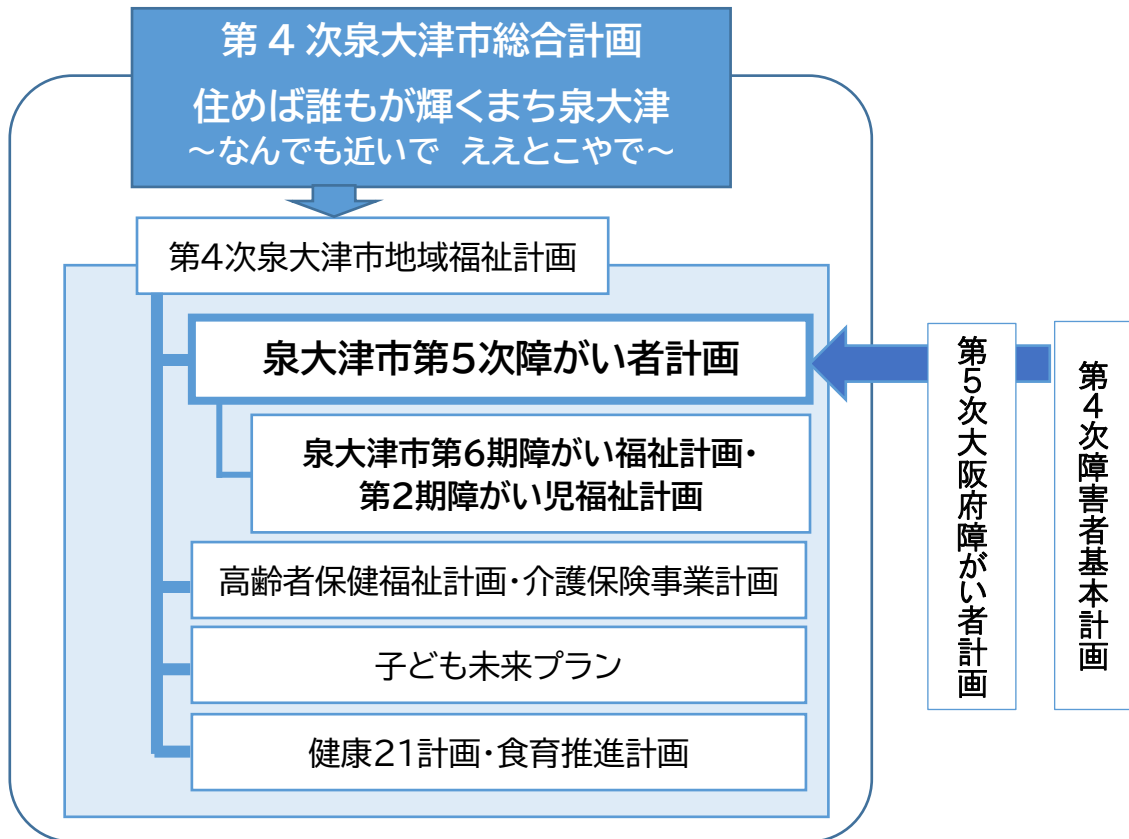 第4次泉大津市総合計画
住めば誰もが輝くまち泉大津
～なんでも近いで ええとこやで～
第4次泉大津市地域福祉計画
泉大津市第5次障がい者計画
泉大津市第6期障がい福祉計画・
第2期障がい児福祉計画
高齢者保健福祉計画・介護保険事業計画
子ども未来プラン
健康21計画・食育推進計画
第5次大阪府障がい者計画
第4次障害者基本計画